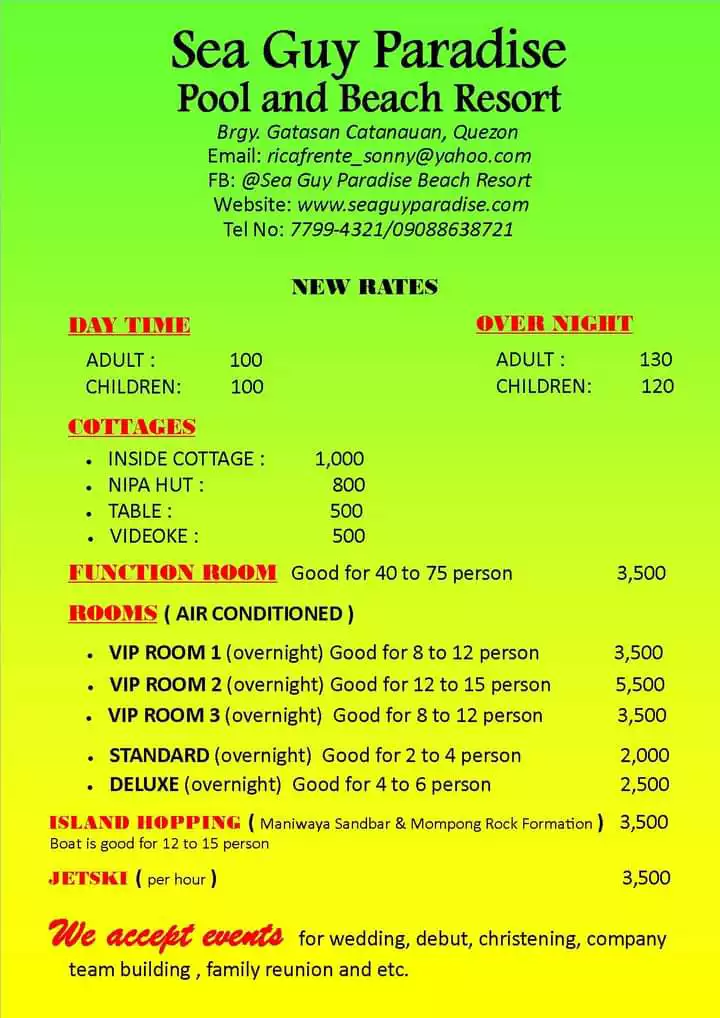 Sea Guy Paradise
Pool and Beach Resort
Brgy. Gatasan Catanauan, Quezon
Email: ricafrente_sonny@yahoo.com
FB: @Sea Guy Paradise Beach Resort
Website: www.seaguyparadise.com
Tel No: 7799-4321/09088638721
NEW RATES
DAY TIME
ADULT : 100
CHILDREN: 100
OVER NIGHT
ADULT : 130
CHILDREN: 120
COTTAGES
• INSIDE COTTAGE : 1,000
• NIPA HUT : 800
• TABLE : 500
• VIDEOKE : 500
FUNCTION ROOM Good for 40 to 75 person 3,500
ROOMS ( AIR CONDITIONED )
• VIP ROOM 1 (overnight) Good for 8 to 12 person 3,500
• VIP ROOM 2 (overnight) Good for 12 to 15 person 5,500
• VIP ROOM 3 (overnight) Good for 8 to 12 person 3,500
• STANDARD (overnight) Good for 2 to 4 person 2,000
• DELUXE (overnight) Good for 4 to 6 person 2,500
ISLAND HOPPING ( Maniwaya Sandbar & Mompong Rock Formation ) 3,500
Boat is good for 12 to 15 person
JETSKI ( per hour ) 3,500
We accept events for wedding, debut, christening, company
team building , family reunion and etc.